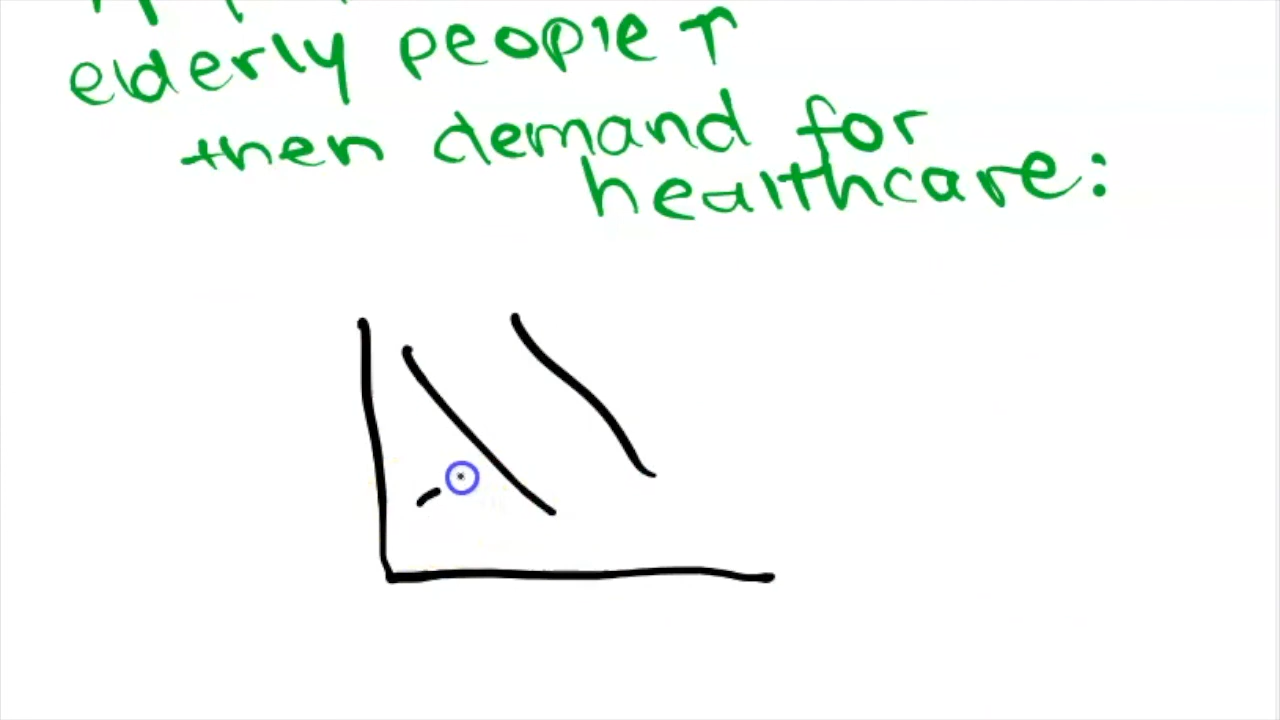 elderly people ↑
then demand for
healthcare: